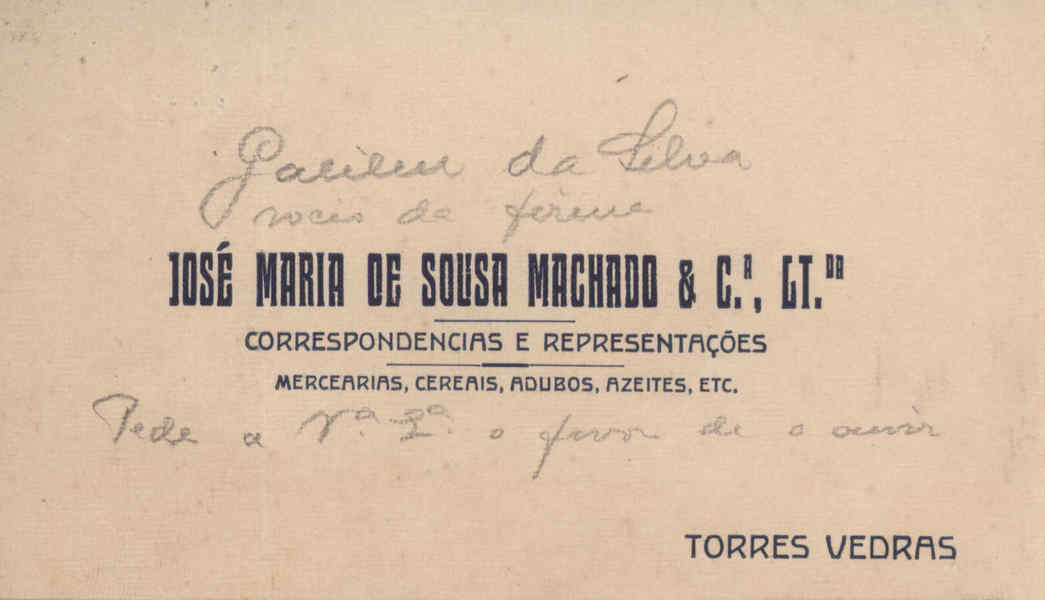 da Silva
socio da firma
JOSÉ MARIA DE SOUSA MACHADO & C.ª, LT.ᴰᴬ
CORRESPONDENCIAS E REPRESENTAÇÕES
MERCEARIAS, CEREAIS, ADUBOS, AZEITES, ETC.
Pede a V.ª o favor de o ouvir
TORRES VEDRAS